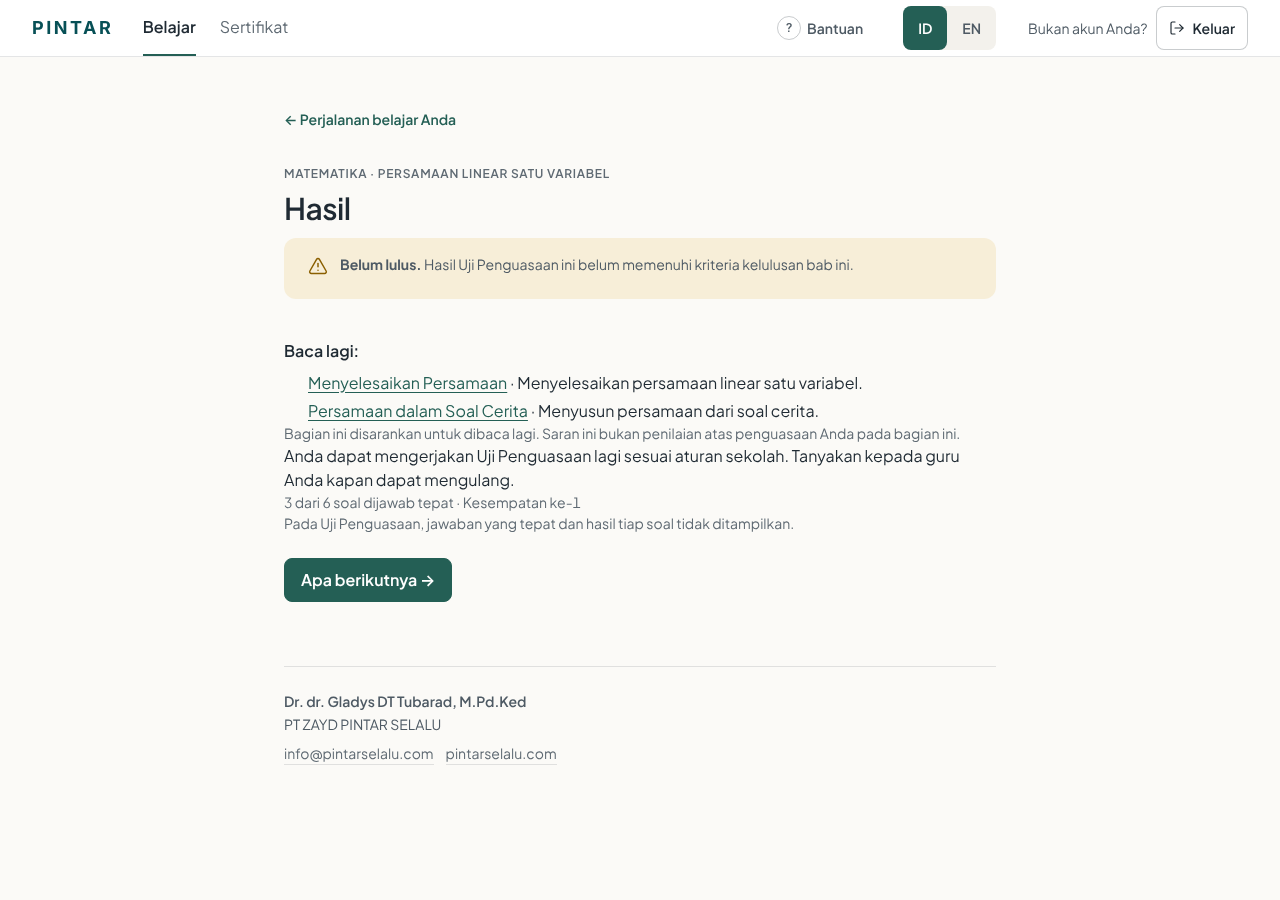 PINTAR
Belajar
Sertifikat
? Bantuan
ID
EN
Bukan akun Anda?
Keluar
← Perjalanan belajar Anda
MATEMATIKA · PERSAMAAN LINEAR SATU VARIABEL
Hasil
Belum lulus. Hasil Uji Penguasaan ini belum memenuhi kriteria kelulusan bab ini.
Baca lagi:
Menyelesaikan Persamaan · Menyelesaikan persamaan linear satu variabel.
Persamaan dalam Soal Cerita · Menyusun persamaan dari soal cerita.
Bagian ini disarankan untuk dibaca lagi. Saran ini bukan penilaian atas penguasaan Anda pada bagian ini.
Anda dapat mengerjakan Uji Penguasaan lagi sesuai aturan sekolah. Tanyakan kepada guru
Anda kapan dapat mengulang.
3 dari 6 soal dijawab tepat · Kesempatan ke-1
Pada Uji Penguasaan, jawaban yang tepat dan hasil tiap soal tidak ditampilkan.
Apa berikutnya →
Dr. dr. Gladys DT Tubarad, M.Pd.Ked
PT ZAYD PINTAR SELALU
info@pintarselalu.com pintarselalu.com